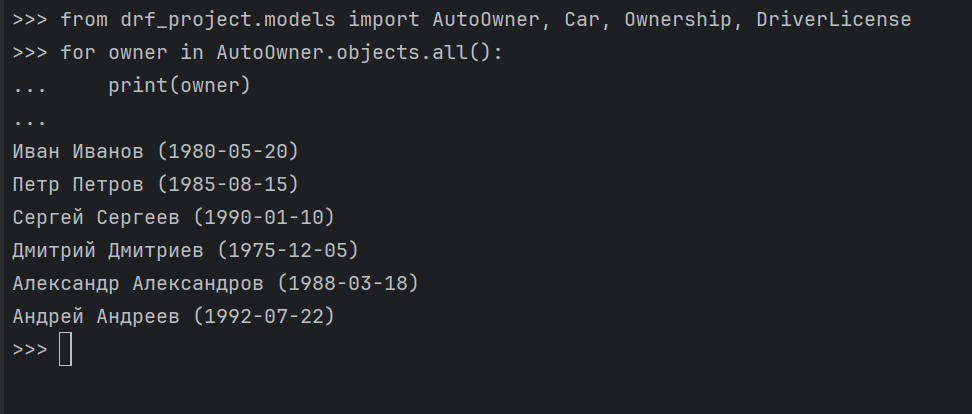 >>> from drf_project.models import AutoOwner, Car, Ownership, DriverLicense
>>> for owner in AutoOwner.objects.all():
...     print(owner)
...
Иван Иванов (1980-05-20)
Петр Петров (1985-08-15)
Сергей Сергеев (1990-01-10)
Дмитрий Дмитриев (1975-12-05)
Александр Александров (1988-03-18)
Андрей Андреев (1992-07-22)
>>>